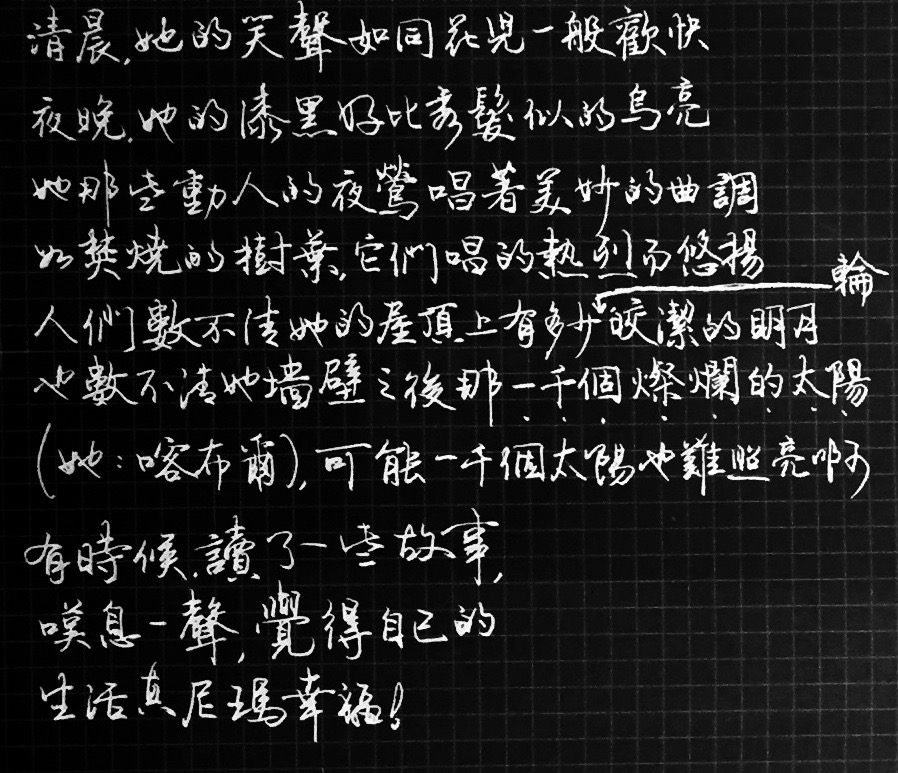 清晨,她的笑聲如同花兒一般歡快
夜晚,她的漆黑好比秀髮似的烏亮
她那些動人的夜鶯唱著美妙的曲調
如焚燒的樹葉,它們唱的熱烈而悠揚
人們數不清她的屋頂上有多少輪皎潔的明月
也數不清她墻壁之後那一千個燦爛的太陽
(她:喀布爾),可能一千個太陽也難照亮啊
有時候,讀了一些故事,
嘆息一聲,覺得自己的
生活真尼瑪幸福!